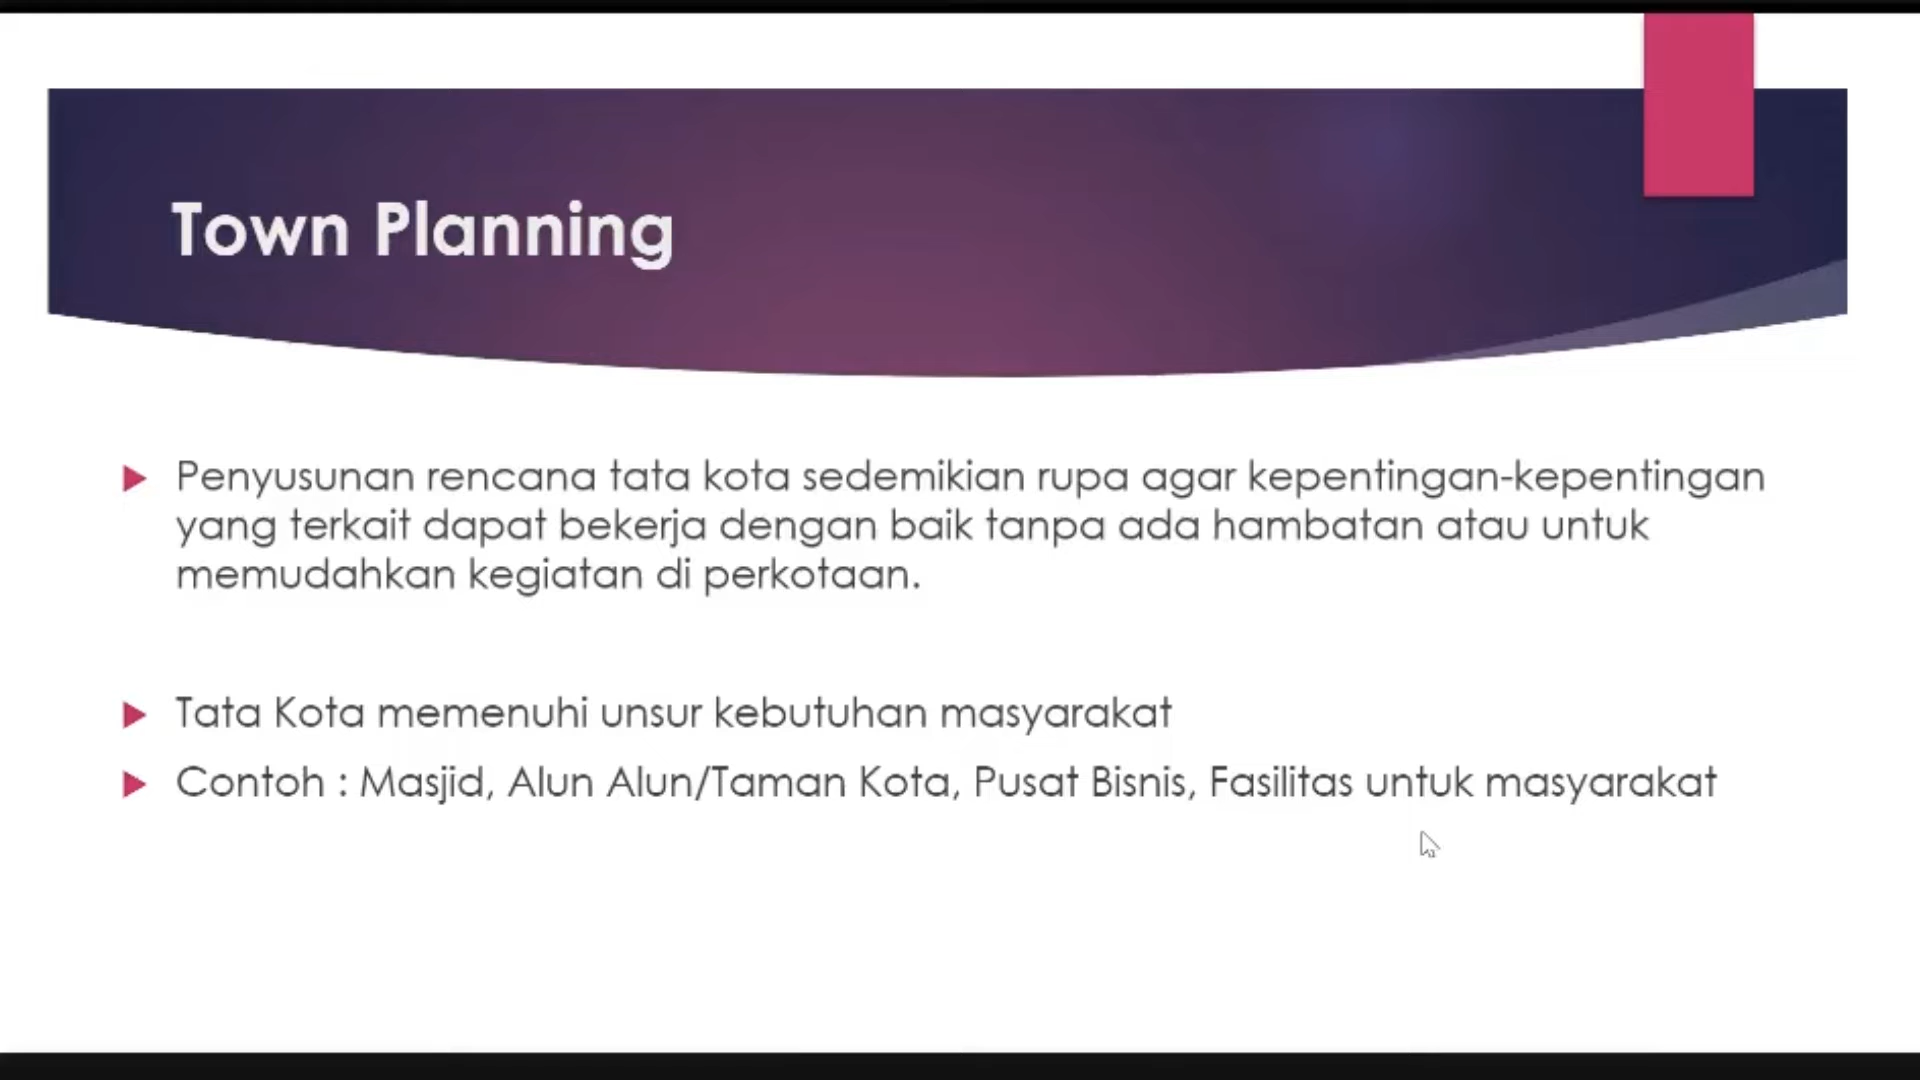 Town Planning
Penyusunan rencana tata kota sedemikian rupa agar kepentingan-kepentingan
yang terkait dapat bekerja dengan baik tanpa ada hambatan atau untuk
memudahkan kegiatan di perkotaan.
Tata Kota memenuhi unsur kebutuhan masyarakat
Contoh : Masjid, Alun Alun/Taman Kota, Pusat Bisnis, Fasilitas untuk masyarakat